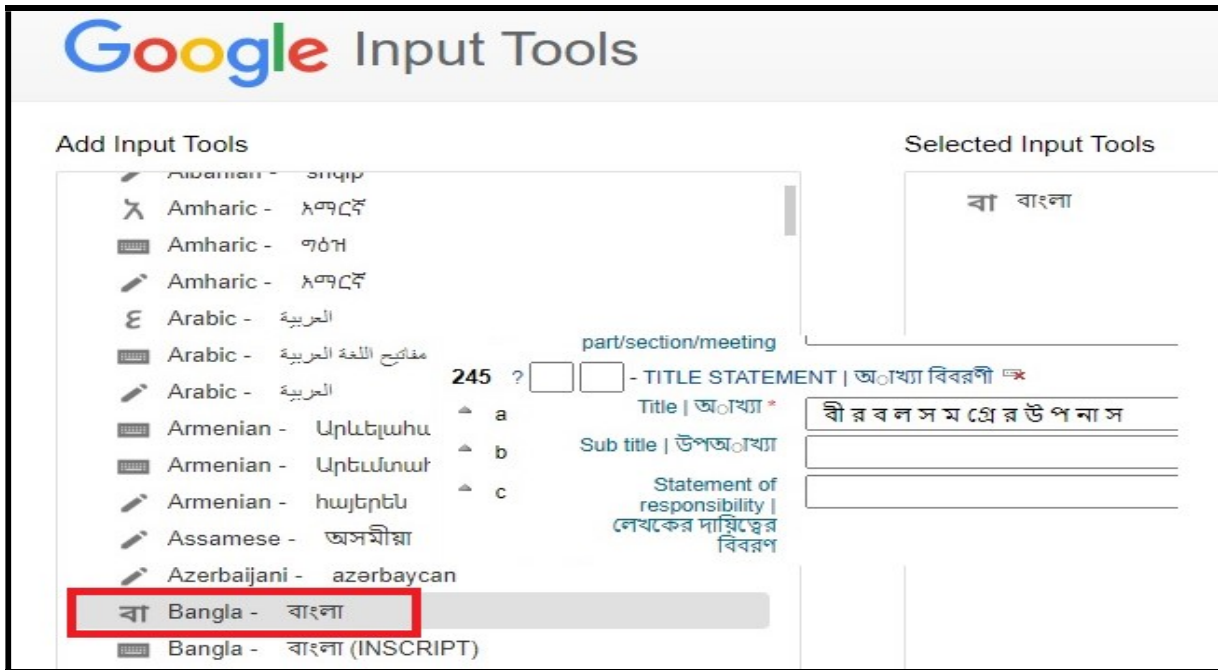 Google Input Tools
Add Input Tools
Albanian - shqip
Amharic - አማርኛ
Amharic - ግዕዝ
Amharic - አማርኛ
Arabic - العربية
Arabic - مفاتيح اللغة العربية
Arabic - العربية
Armenian - Արևելահա
Armenian - Արեւմտահ
Armenian - հայերեն
Assamese - অসমীয়া
Azerbaijani - azərbaycan
বা Bangla - বাংলা
Bangla - বাংলা (INSCRIPT)
Selected Input Tools
বা বাংলা
part/section/meeting
245 ? - TITLE STATEMENT | অ্যাখ্যা বিবরণী
a Title | অ্যাখ্যা *
বী র ব ল স ম গ্রে র উ প না স
b Sub title | উপঅ্যাখ্যা
c Statement of
responsibility |
লেখকের দায়িত্বের
বিবরণ